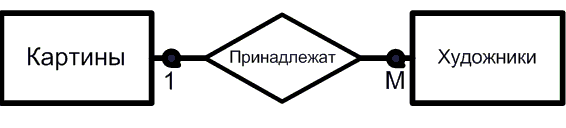 Картины
Принадлежат
Художники
1
М